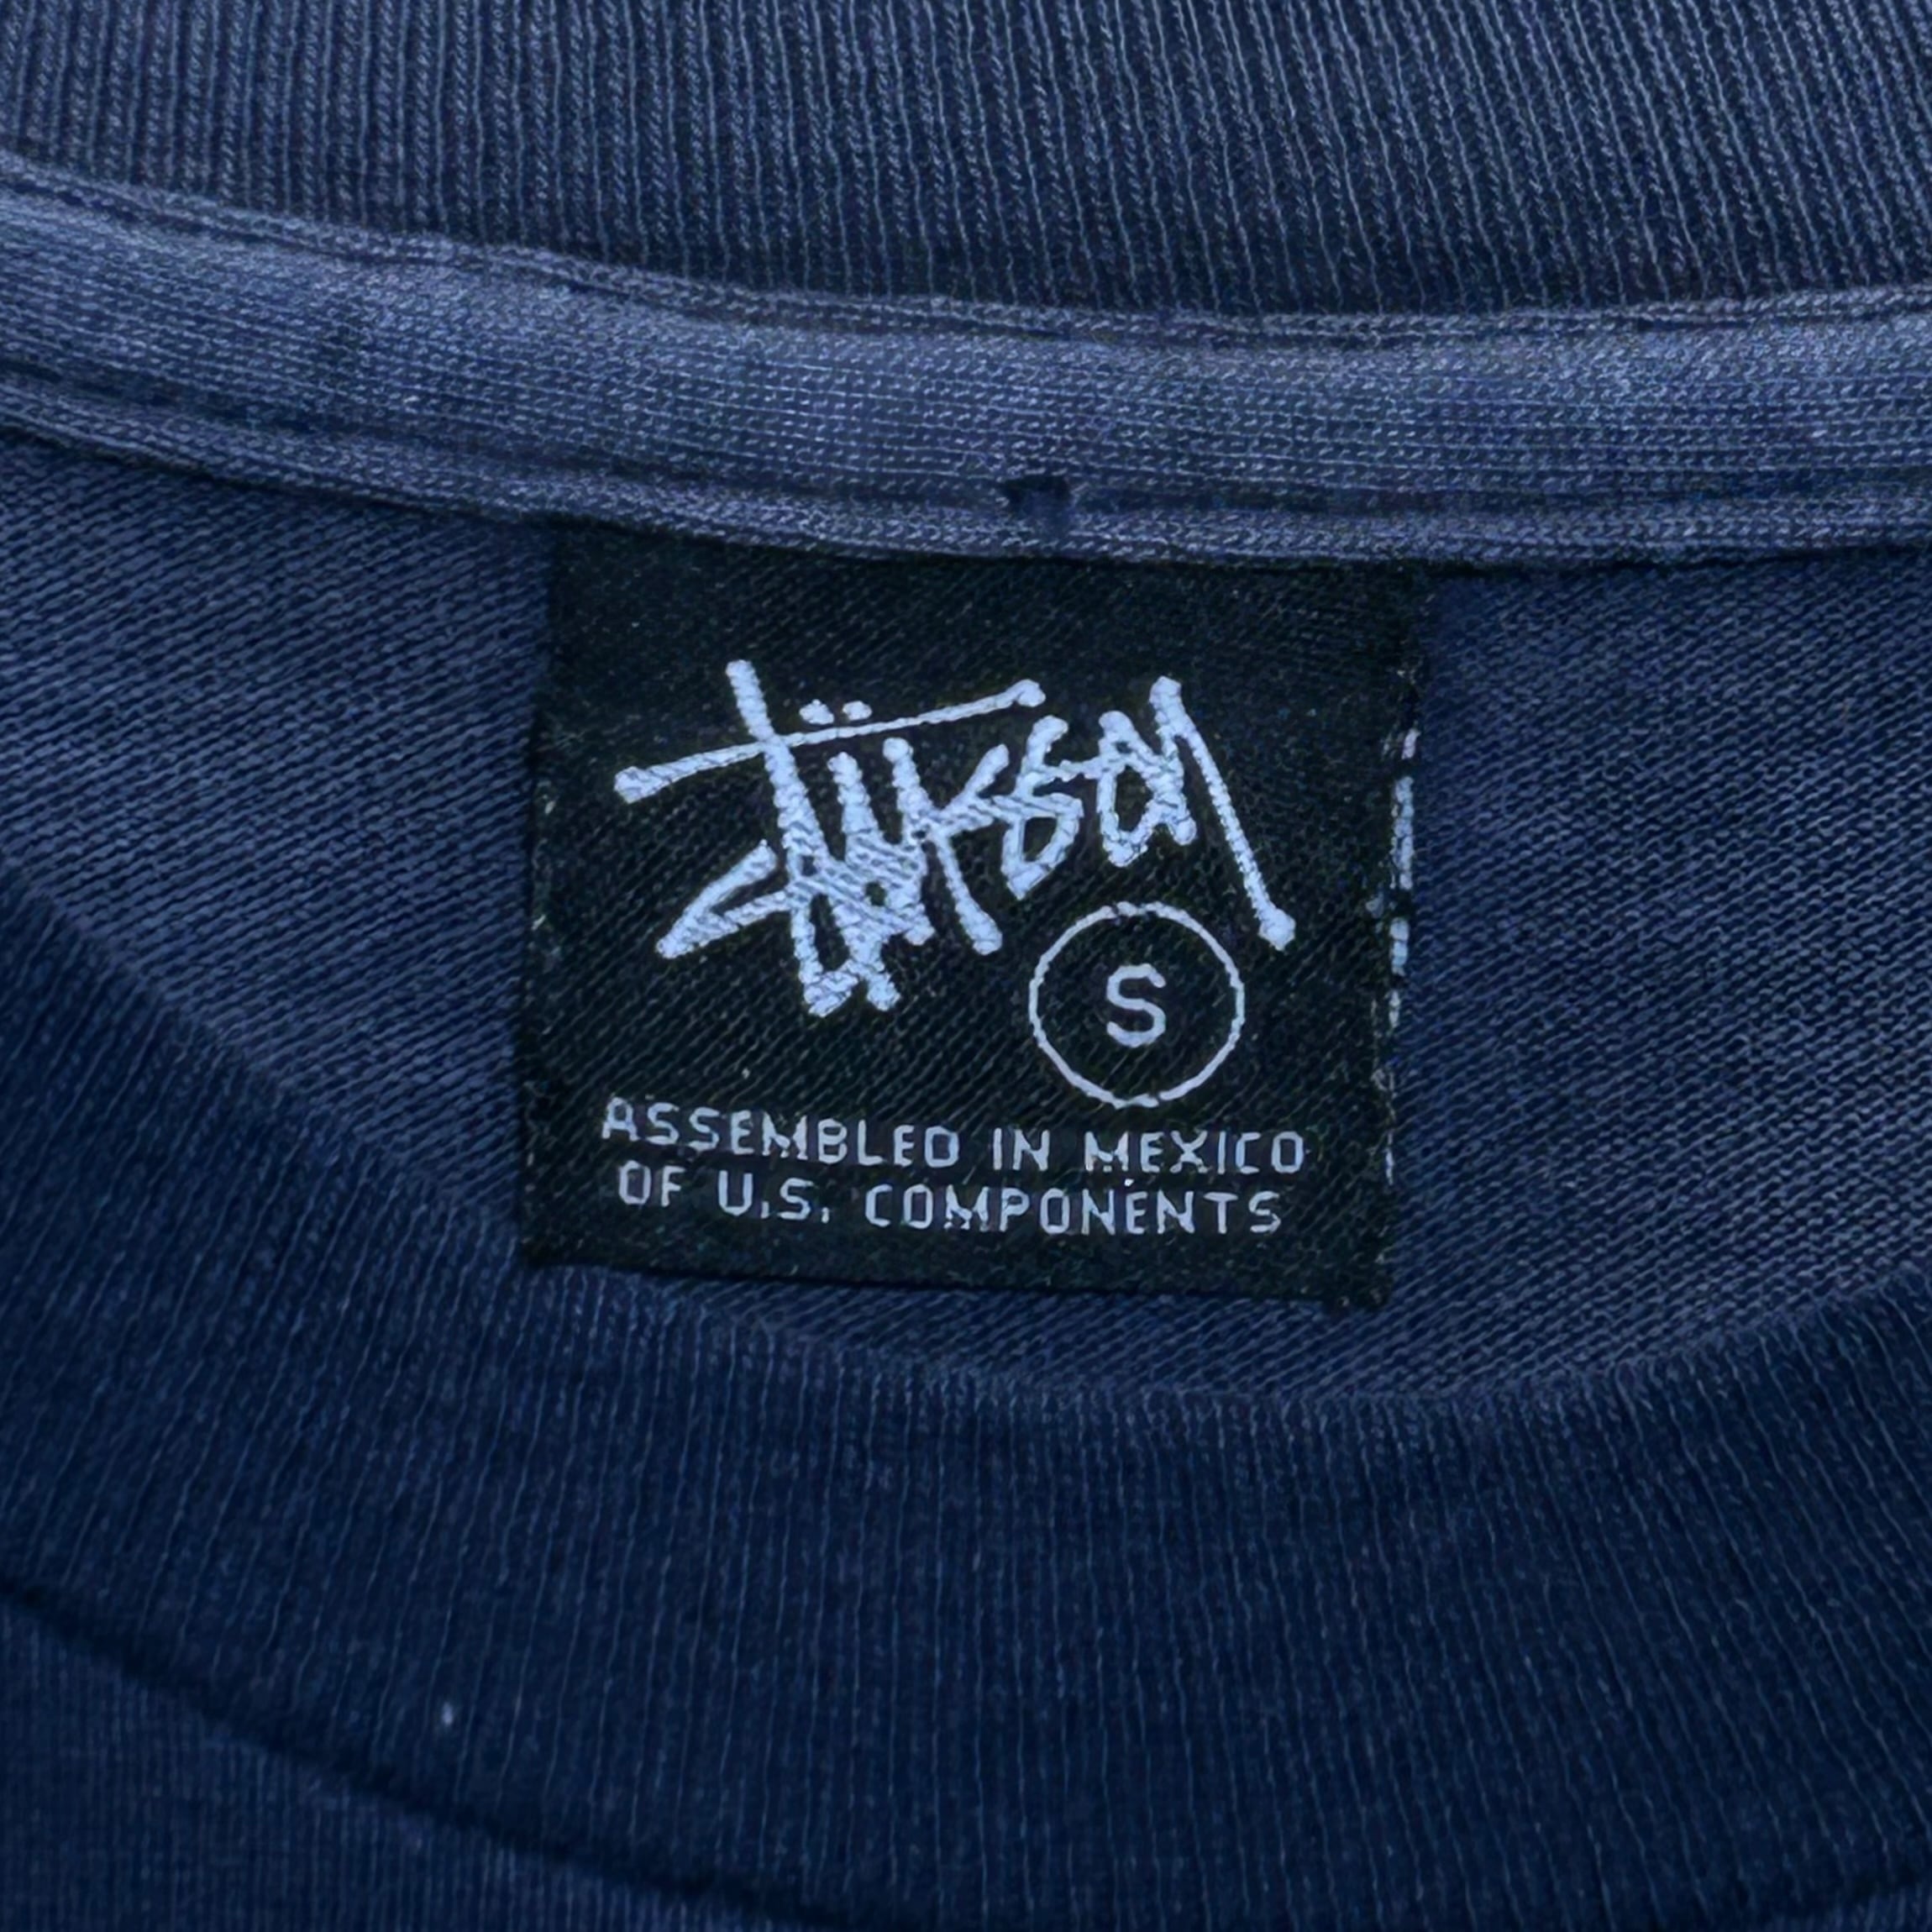 Stüssy
S
ASSEMBLED IN MEXICO
OF U.S. COMPONENTS